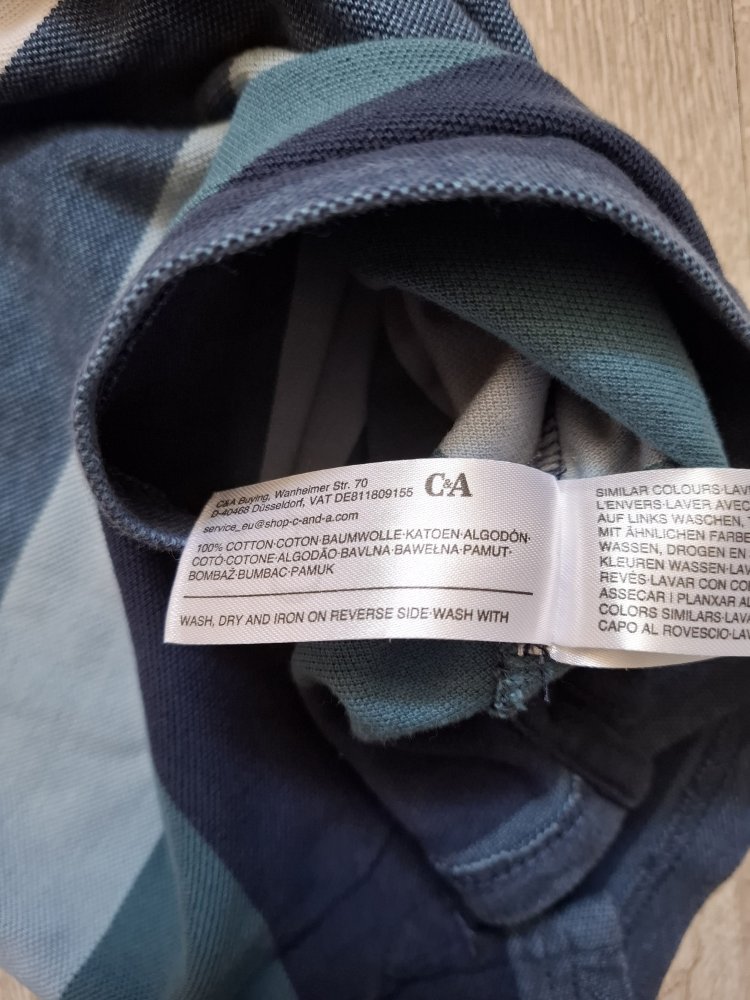 C&A
C&A Buying, Wanheimer Str. 70
D-40468 Düsseldorf, VAT DE811809155
service_eu@shop-c-and-a.com
100% COTTON·COTON·BAUMWOLLE·KATOEN·ALGODÓN·
COTÓ·COTONE·ALGODÃO·BAVLNA·BAWEŁNA·PAMUT·
BOMBAŽ·BUMBAC·PAMUK
WASH, DRY AND IRON ON REVERSE SIDE·WASH WITH
SIMILAR COLOURS·LAV
L'ENVERS·LAVER AVEC
AUF LINKS WASCHEN,
MIT ÄHNLICHEN FARBE
WASSEN, DROGEN EN
KLEUREN WASSEN·LAV
REVÉS·LAVAR CON CO
ASSECAR I PLANXAR AL
COLORS SIMILARS·LAV
CAPO AL ROVESCIO·LAV